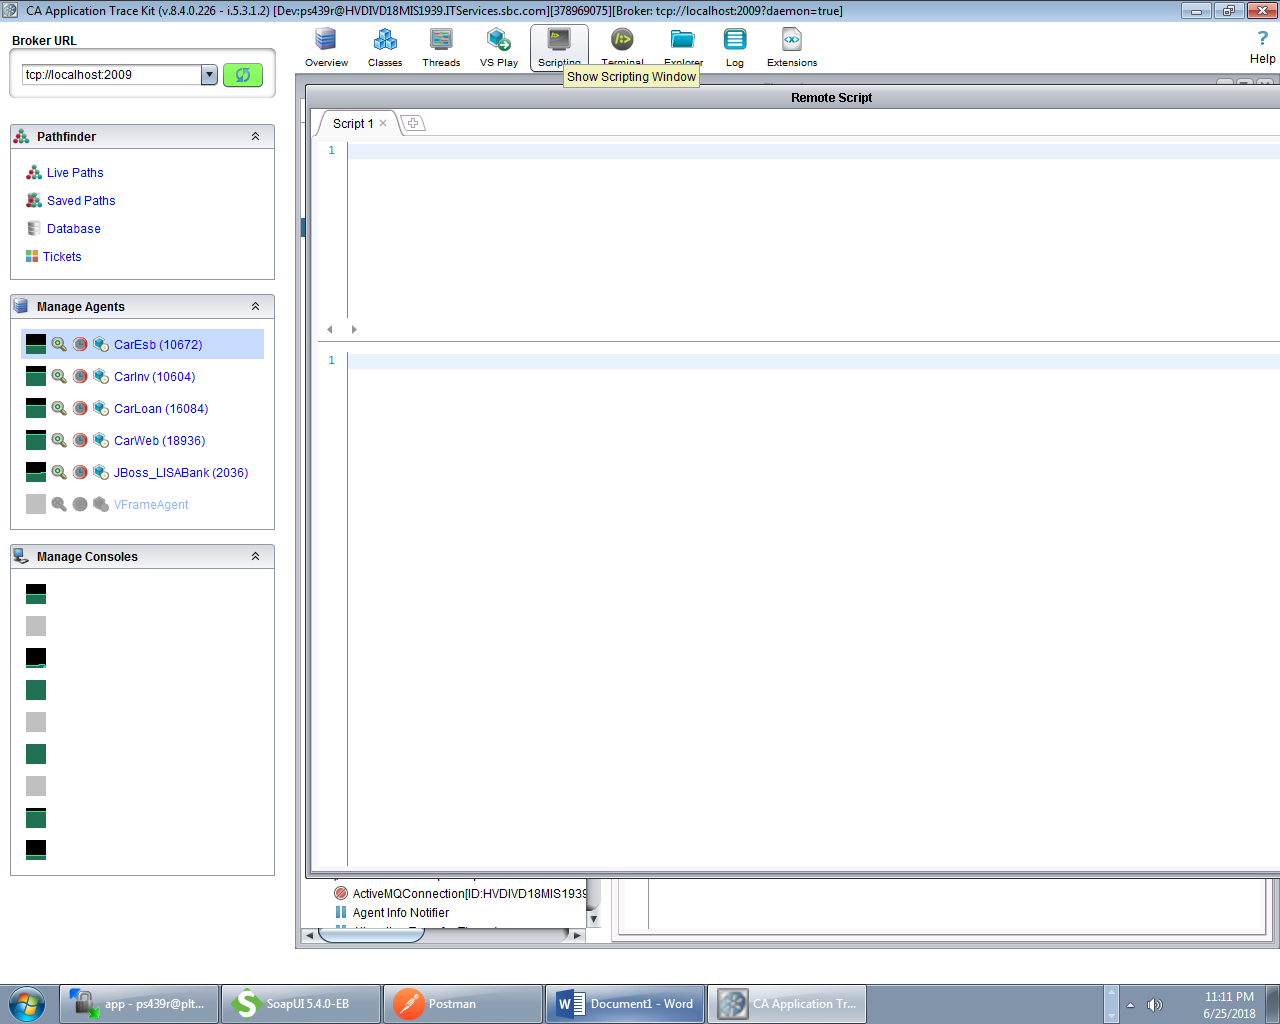 CA Application Trace Kit (v.8.4.0.226 - i.5.3.1.2) [Dev:ps439r@HVDIVD18MIS1939.ITServices.sbc.com][378969075][Broker: tcp://localhost:2009?daemon=true]
Broker URL
tcp://localhost:2009
Overview
Classes
Threads
VS Play
Scripting
Terminal
Explorer
Log
Extensions
Help
Show Scripting Window
Remote Script
Script 1
1
1
Pathfinder
Live Paths
Saved Paths
Database
Tickets
Manage Agents
CarEsb (10672)
CarInv (10604)
CarLoan (16084)
CarWeb (18936)
JBoss_LISABank (2036)
VFrameAgent
Manage Consoles
ActiveMQConnection[ID:HVDIVD18MIS1939
Agent Info Notifier
app - ps439r@plt...
SoapUI 5.4.0-EB
Postman
Document1 - Word
CA Application Tr...
11:11 PM
6/25/2018